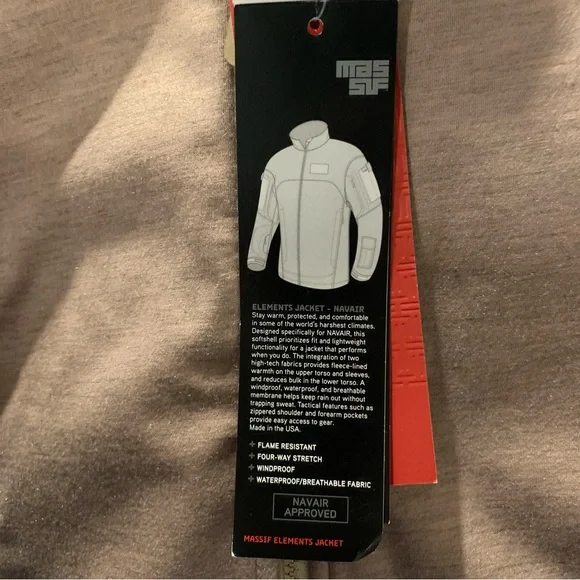 mas
sif
ELEMENTS JACKET - NAVAIR
Stay warm, protected, and comfortable
in some of the world's harshest climates.
Designed specifically for NAVAIR, this
softshell prioritizes fit and lightweight
functionality for a jacket that performs
when you do. The integration of two
high-tech fabrics provides fleece-lined
warmth on the upper torso and sleeves,
and reduces bulk in the lower torso. A
windproof, waterproof, and breathable
membrane helps keep rain out without
trapping sweat. Tactical features such as
zippered shoulder and forearm pockets
provide easy access to gear.
Made in the USA.
+ FLAME RESISTANT
+ FOUR-WAY STRETCH
+ WINDPROOF
+ WATERPROOF/BREATHABLE FABRIC
NAVAIR
APPROVED
MASSIF ELEMENTS JACKET